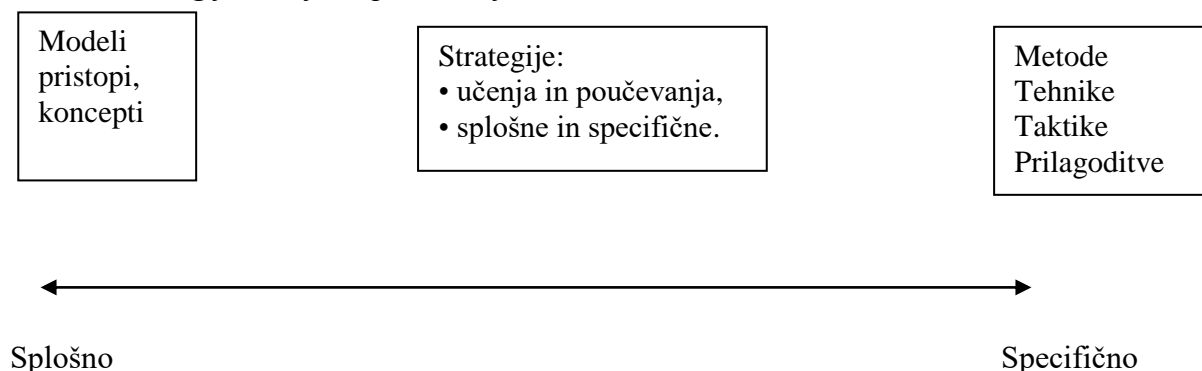 Modeli
pristopi,
koncepti
Strategije:
• učenja in poučevanja,
• splošne in specifične.
Metode
Tehnike
Taktike
Prilagoditve
Splošno
Specifično